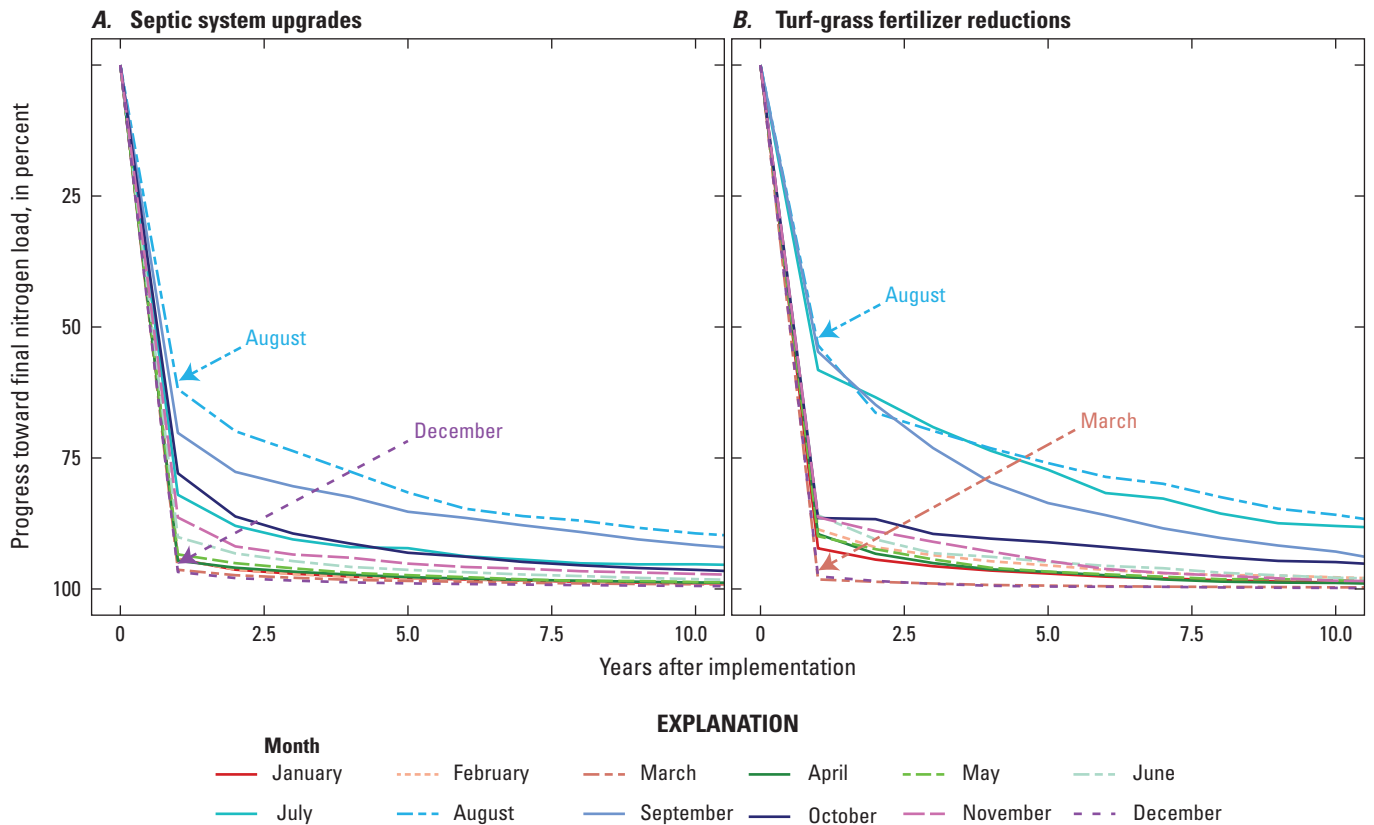 A. Septic system upgrades
B. Turf-grass fertilizer reductions
Progress toward final nitrogen load, in percent
25
50
75
100
August
December
August
March
0 2.5 5.0 7.5 10.0
0 2.5 5.0 7.5 10.0
Years after implementation
EXPLANATION
Month
January February March April May June
July August September October November December